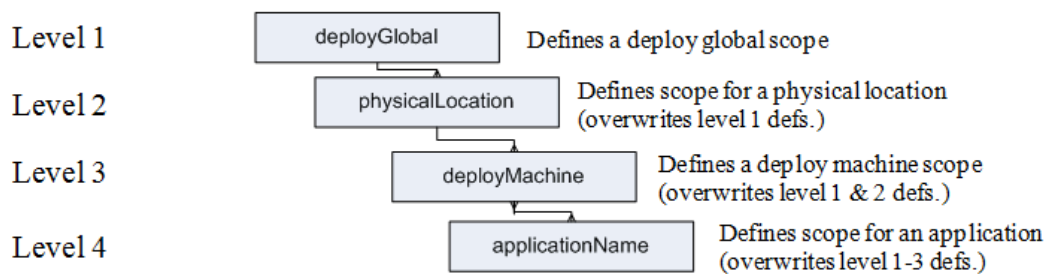 Level 1
deployGlobal
Defines a deploy global scope
Level 2
physicalLocation
Defines scope for a physical location
(overwrites level 1 defs.)
Level 3
deployMachine
Defines a deploy machine scope
(overwrites level 1 & 2 defs.)
Level 4
applicationName
Defines scope for an application
(overwrites level 1-3 defs.)